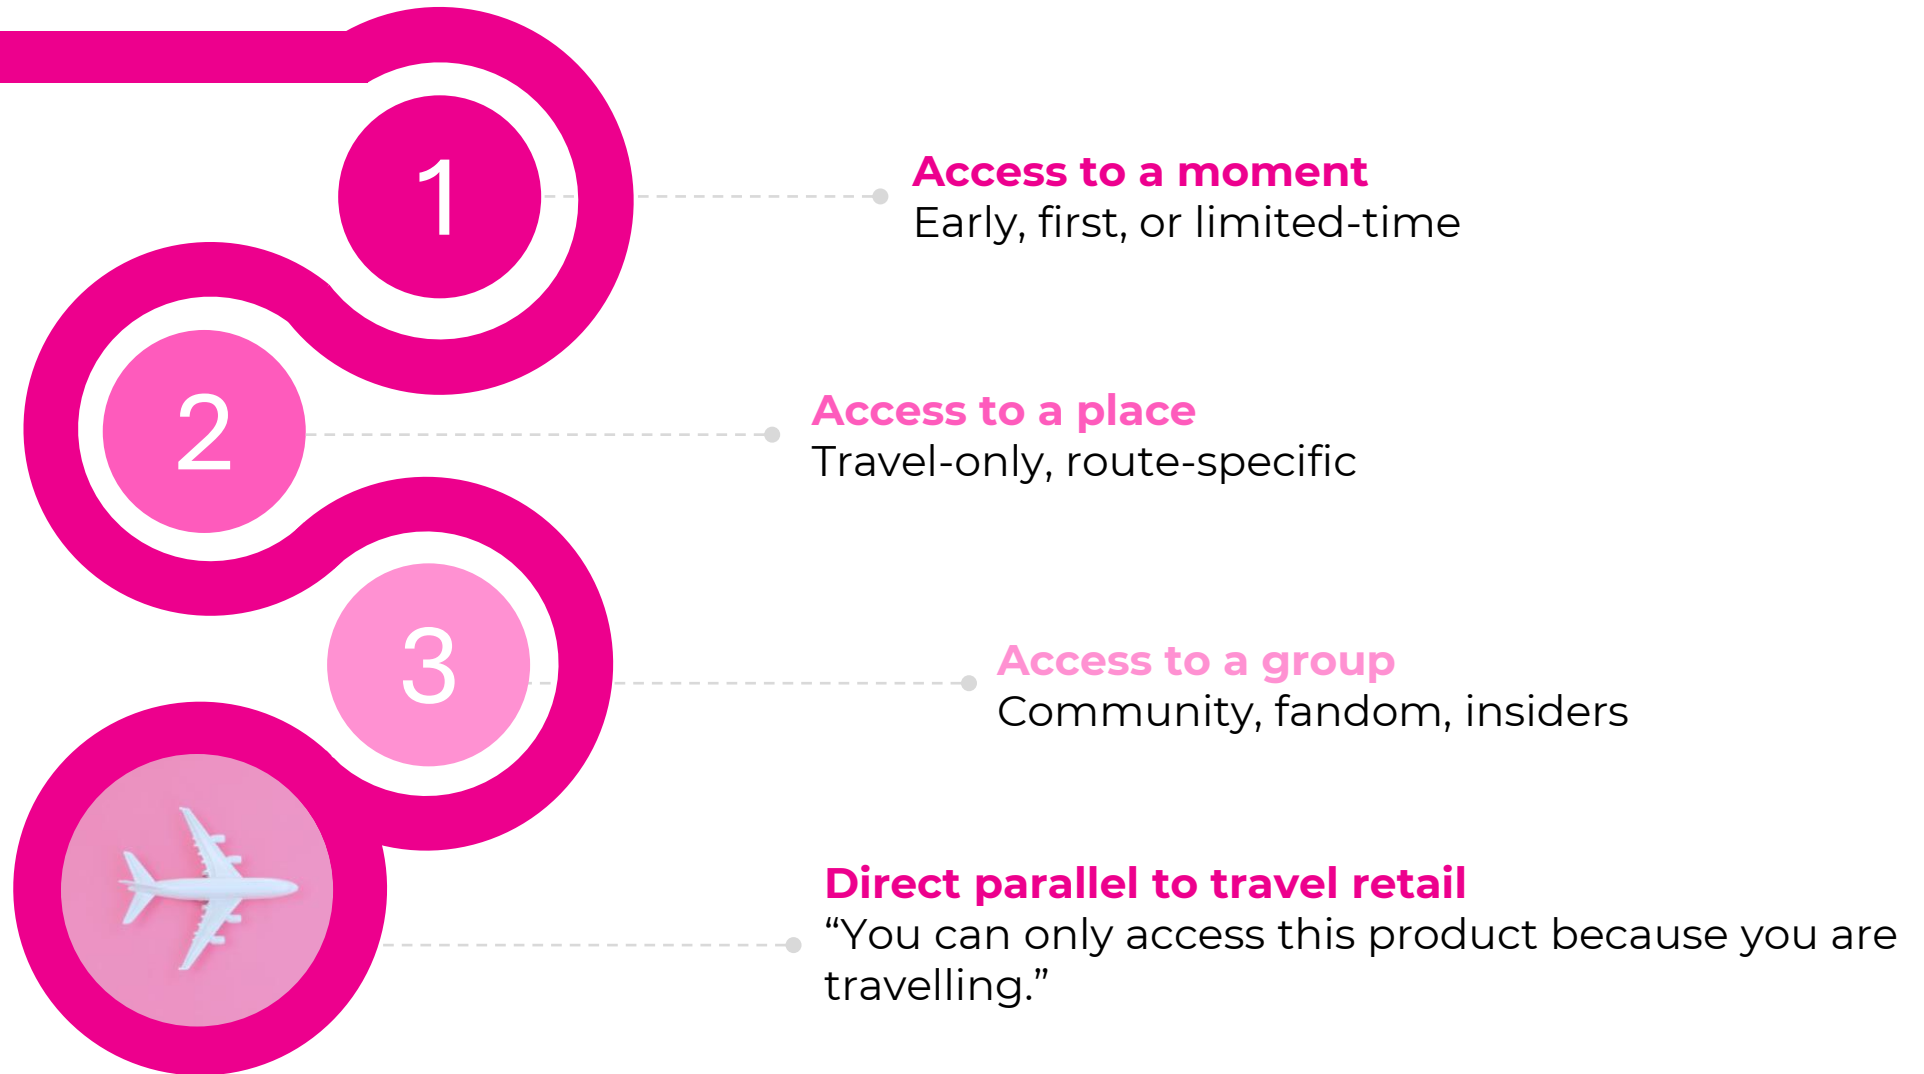 1
Access to a moment
Early, first, or limited-time
2
Access to a place
Travel-only, route-specific
3
Access to a group
Community, fandom, insiders
Direct parallel to travel retail
“You can only access this product because you are
travelling.”